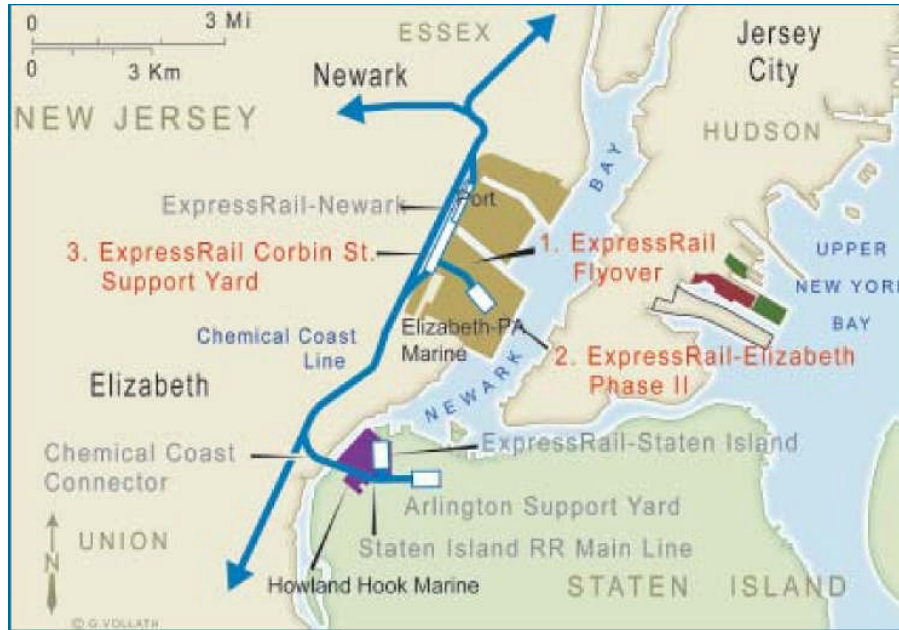 0 3 Mi
0 3 Km
ESSEX
Newark
Jersey
City
NEW JERSEY
HUDSON
BAY
ExpressRail-Newark
Port
3. ExpressRail Corbin St.
Support Yard
1. ExpressRail
Flyover
UPPER
NEW YORK
BAY
Chemical Coast
Line
Elizabeth-PA
Marine
2. ExpressRail-Elizabeth
Phase II
Elizabeth
NEWARK
Chemical Coast
Connector
ExpressRail-Staten Island
Arlington Support Yard
N
UNION
Staten Island RR Main Line
Howland Hook Marine
STATEN ISLAND
© G.VOLLATH